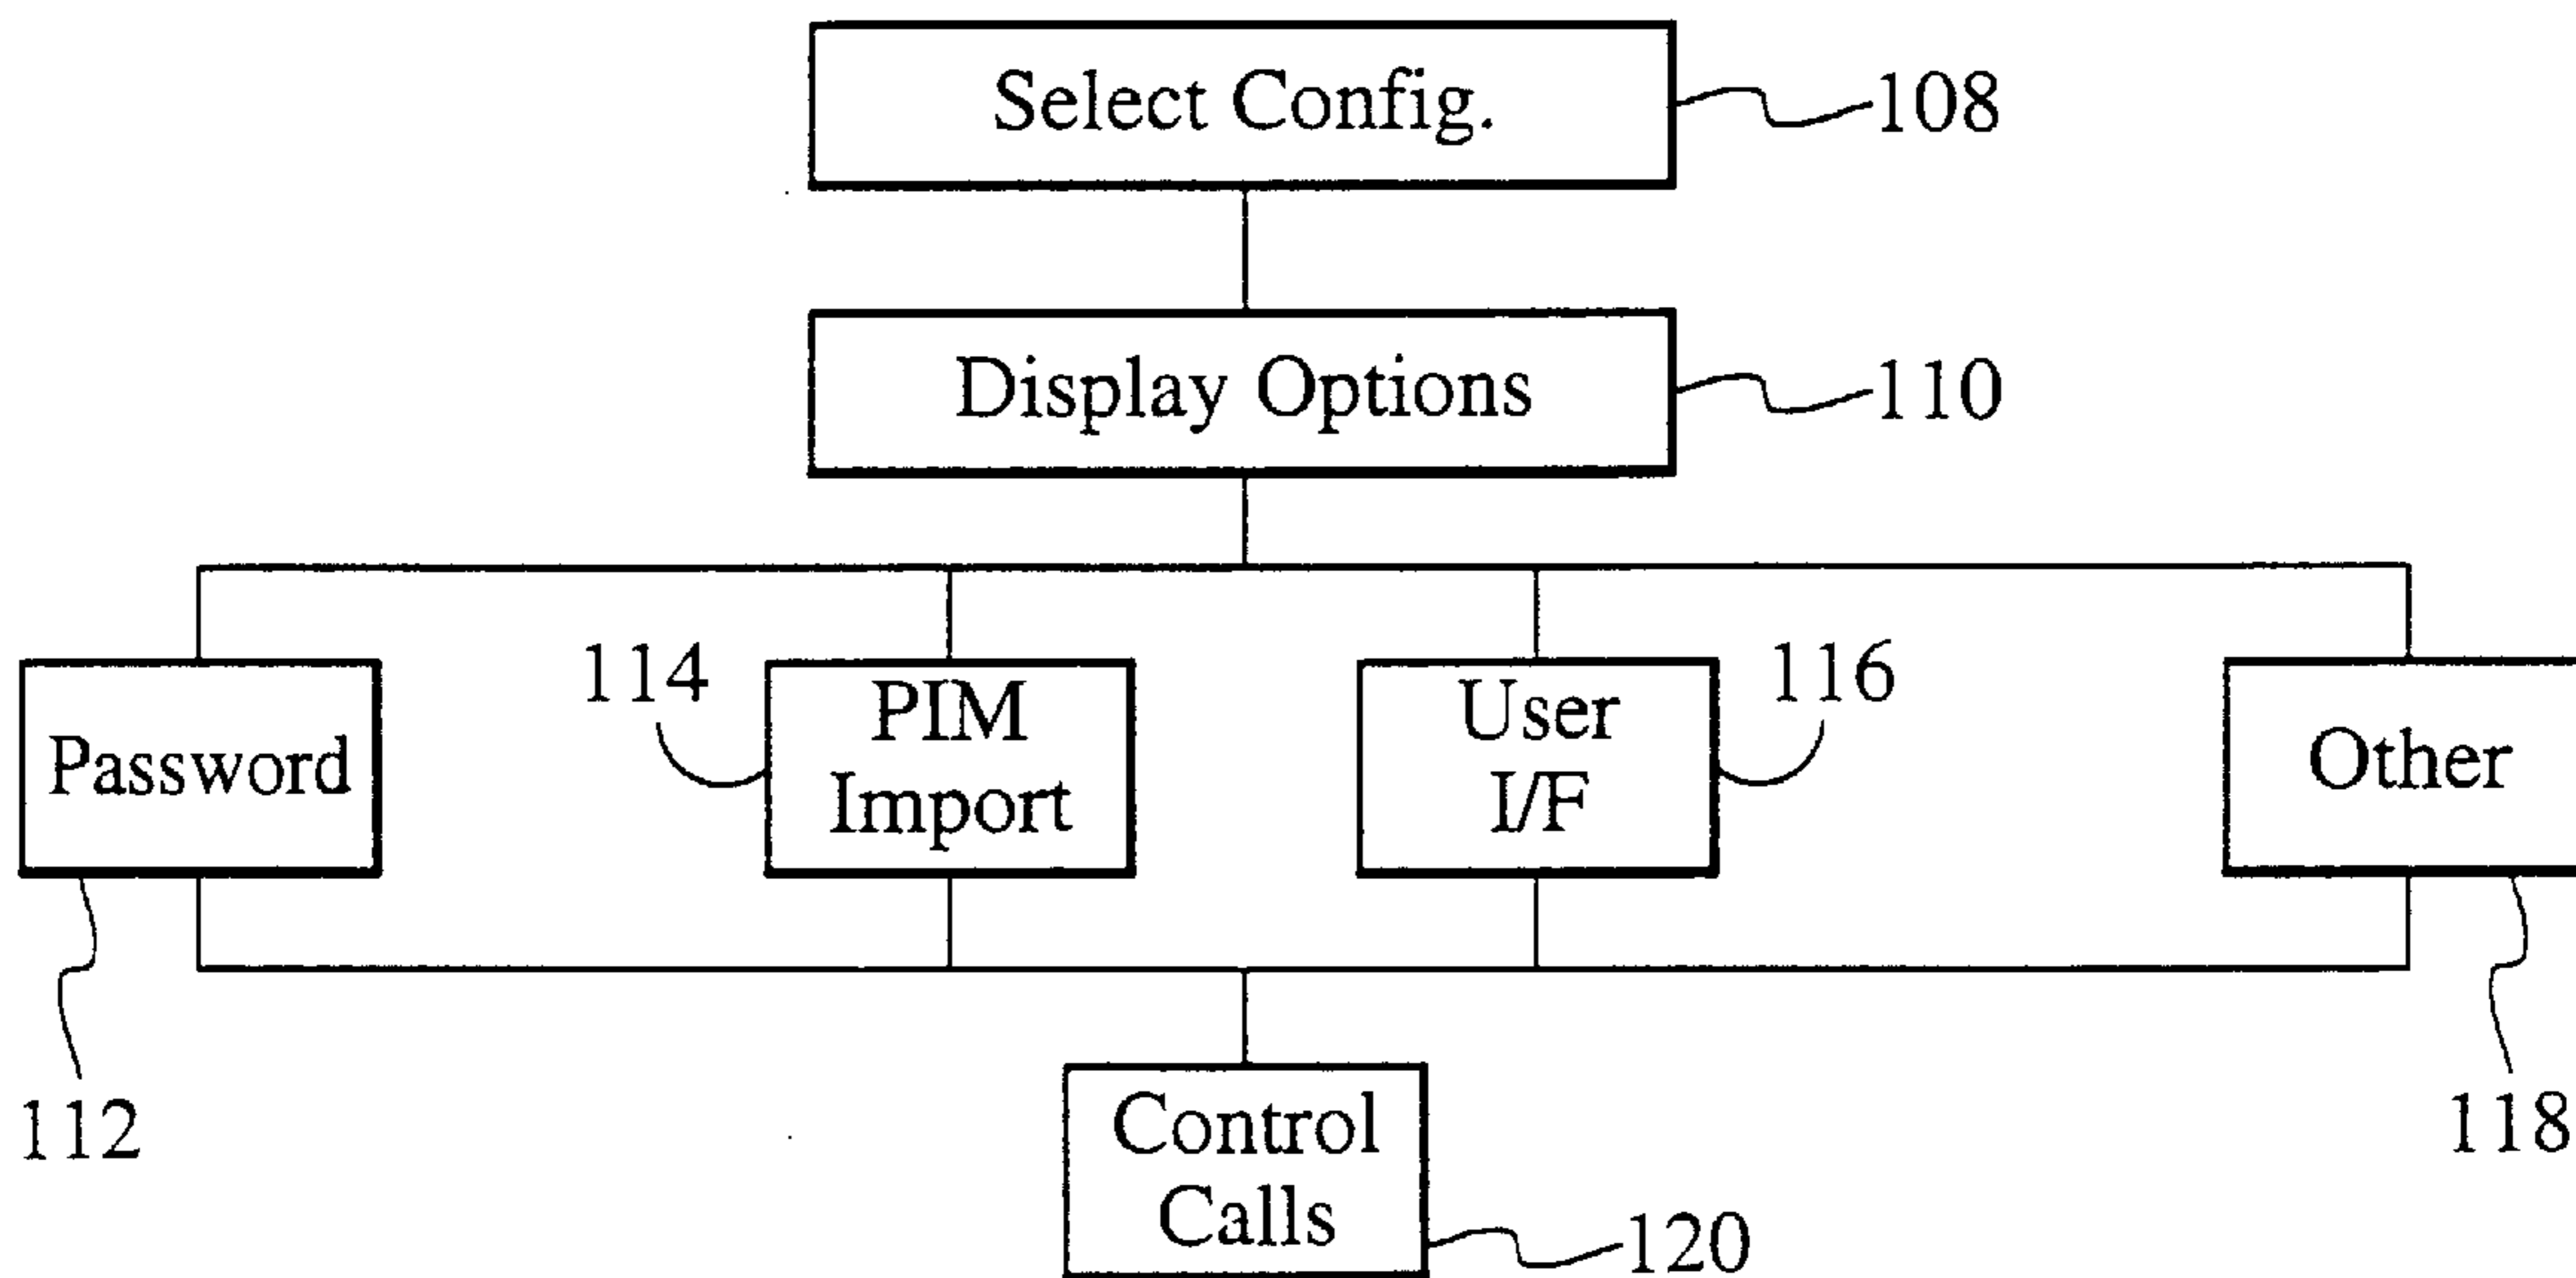 Select Config.
108
Display Options
110
114
PIM
Import
User
I/F
116
Password
Other
112
118
Control
Calls
120